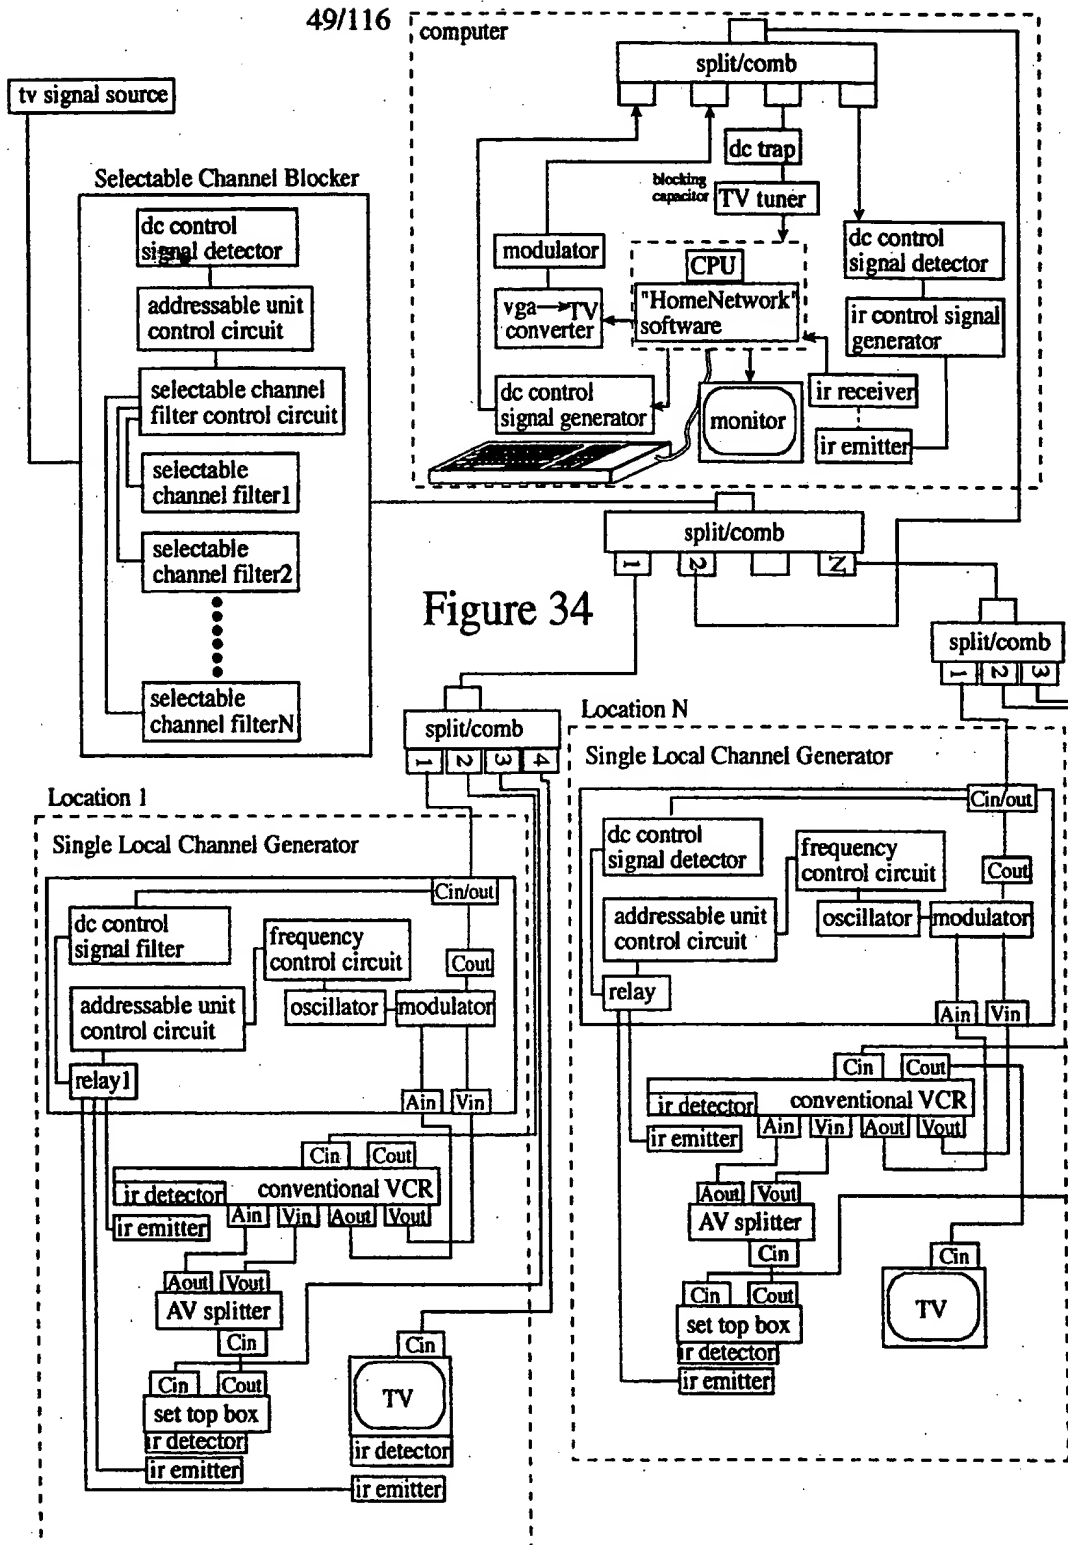 49/116
computer
split/comb
tv signal source
dc trap
blocking
capacitor
TV tuner
Selectable Channel Blocker
dc control
signal detector
modulator
CPU
"HomeNetwork"
software
dc control
signal detector
addressable unit
control circuit
vga→TV
converter
ir control signal
generator
selectable channel
filter control circuit
dc control
signal generator
monitor
ir receiver
ir emitter
selectable
channel filter1
split/comb
1
2
N
selectable
channel filter2
Figure 34
split/comb
1
2
3
selectable
channel filterN
split/comb
1
2
3
4
Location N
Single Local Channel Generator
Cin/out
dc control
signal detector
frequency
control circuit
Cout
addressable unit
control circuit
oscillator
modulator
relay
Ain
Vin
Cin
Cout
conventional VCR
ir detector
Ain
Vin
Aout
Vout
ir emitter
Aout
Vout
AV splitter
Cin
Cin
Cin
Cout
set top box
ir detector
ir emitter
TV
Location 1
Single Local Channel Generator
Cin/out
dc control
signal filter
frequency
control circuit
Cout
addressable unit
control circuit
oscillator
modulator
relay1
Ain
Vin
Cin
Cout
conventional VCR
ir detector
Ain
Vin
Aout
Vout
ir emitter
Aout
Vout
AV splitter
Cin
Cin
Cin
Cout
set top box
ir detector
ir emitter
TV
ir detector
ir emitter